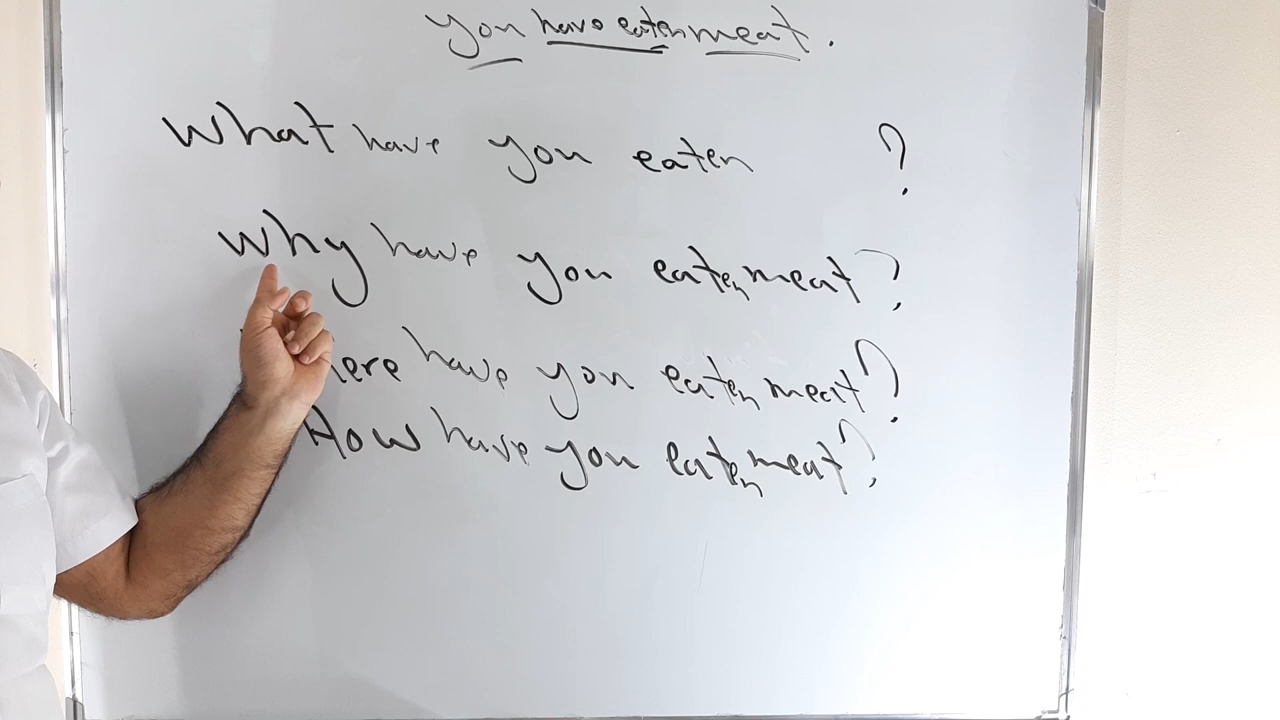 you have eaten meat.
What have you eaten ?
Why have you eaten meat?
here have you eaten meat?
How have you eaten meat?